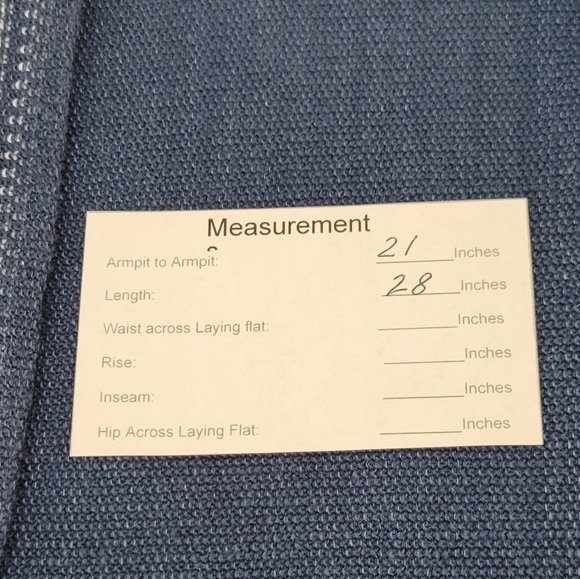 Measurement
Armpit to Armpit: 21 Inches
Length: 28 Inches
Waist across Laying flat: Inches
Rise: Inches
Inseam: Inches
Hip Across Laying Flat: Inches